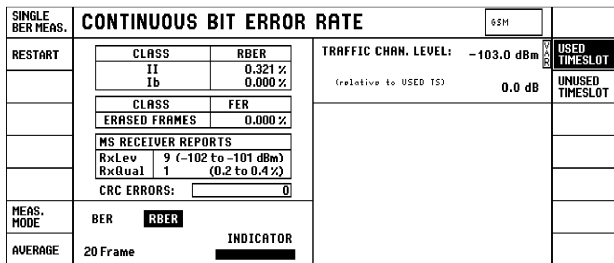 SINGLE
BER MEAS.
CONTINUOUS BIT ERROR RATE
GSM
RESTART
CLASS RBER
II 0.321 %
Ib 0.000 %
CLASS FER
ERASED FRAMES 0.000 %
MS RECEIVER REPORTS
RxLev 9 (-102 to -101 dBm)
RxQual 1 (0.2 to 0.4 %)
CRC ERRORS: 0
TRAFFIC CHAN. LEVEL: -103.0 dBm VAR
(relative to USED TS) 0.0 dB
USED
TIMESLOT
UNUSED
TIMESLOT
MEAS.
MODE
BER RBER
INDICATOR
AVERAGE
20 Frame